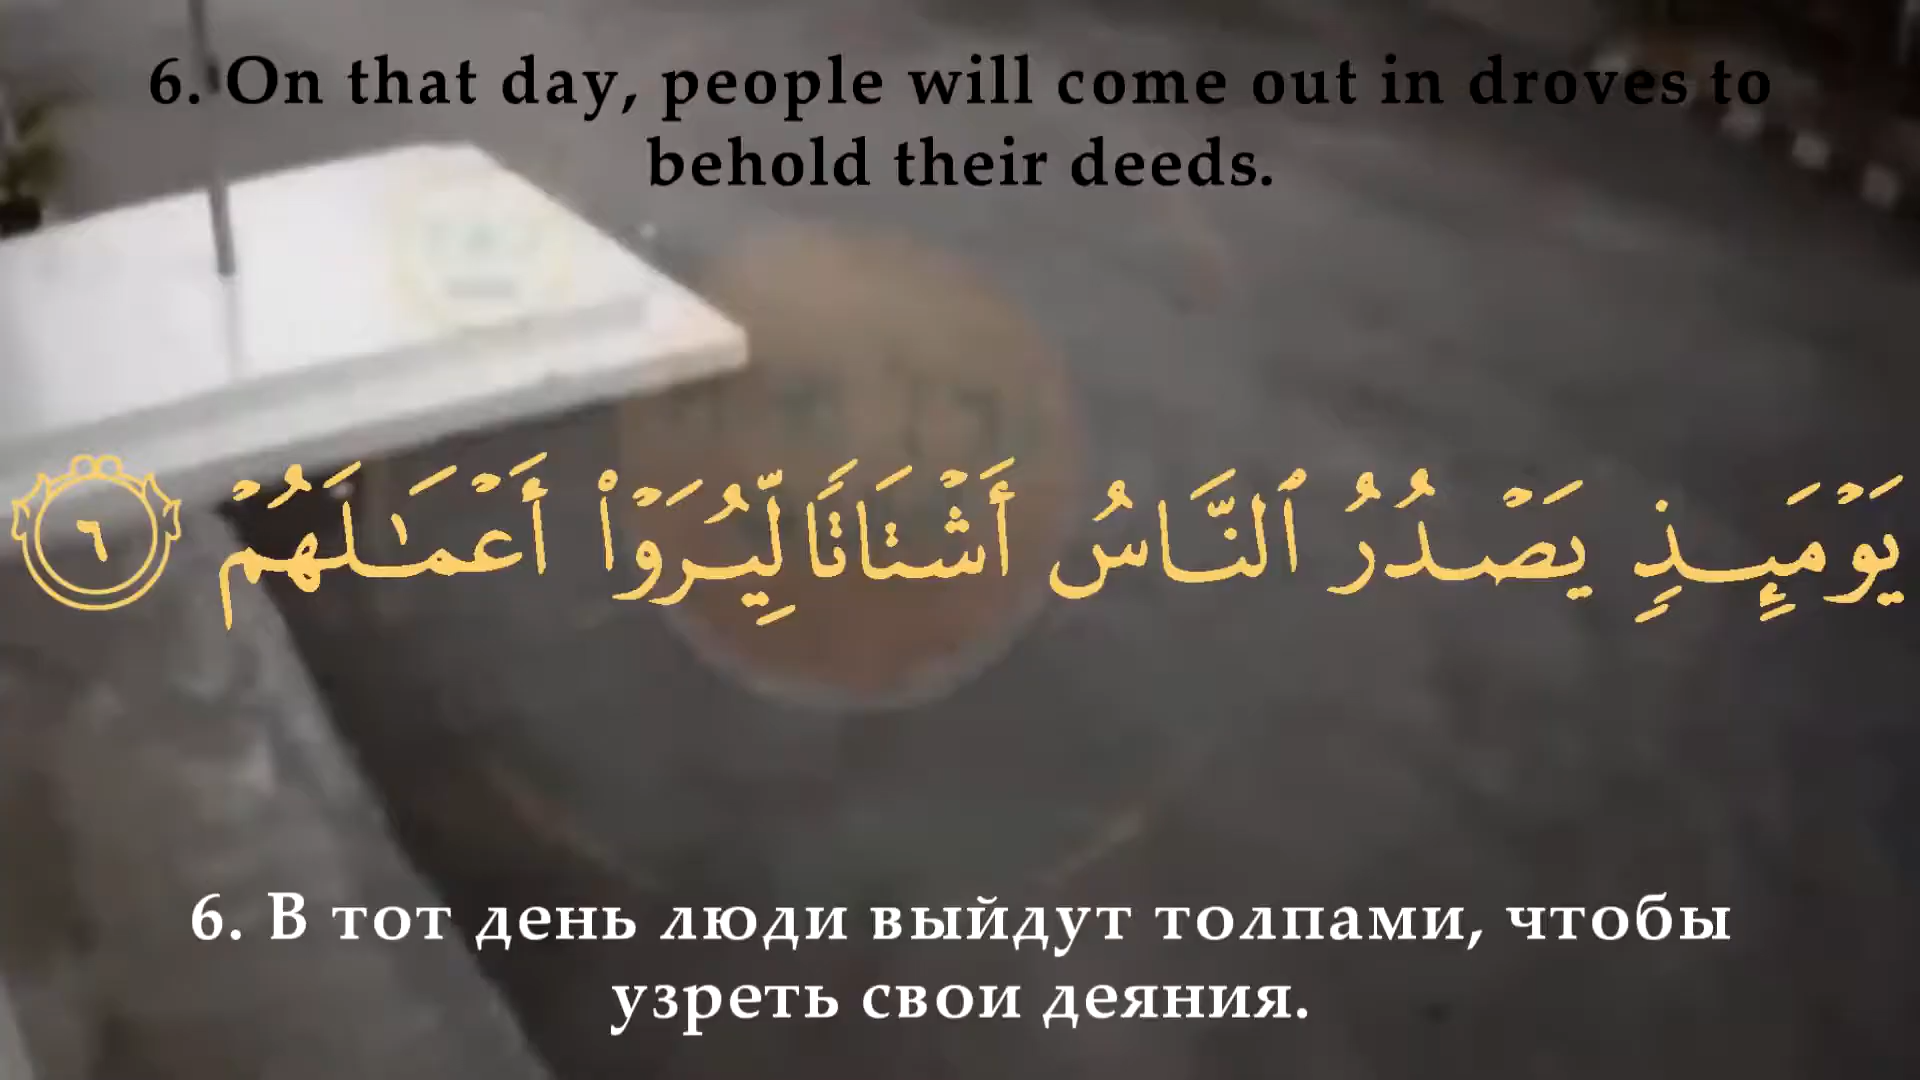 6. On that day, people will come out in droves to
behold their deeds.
يَوْمَئِذٍ يَصْدُرُ ٱلنَّاسُ أَشْتَاتًا لِّيُرَوْا۟ أَعْمَـٰلَهُمْ ٦
6. В тот день люди выйдут толпами, чтобы
узреть свои деяния.